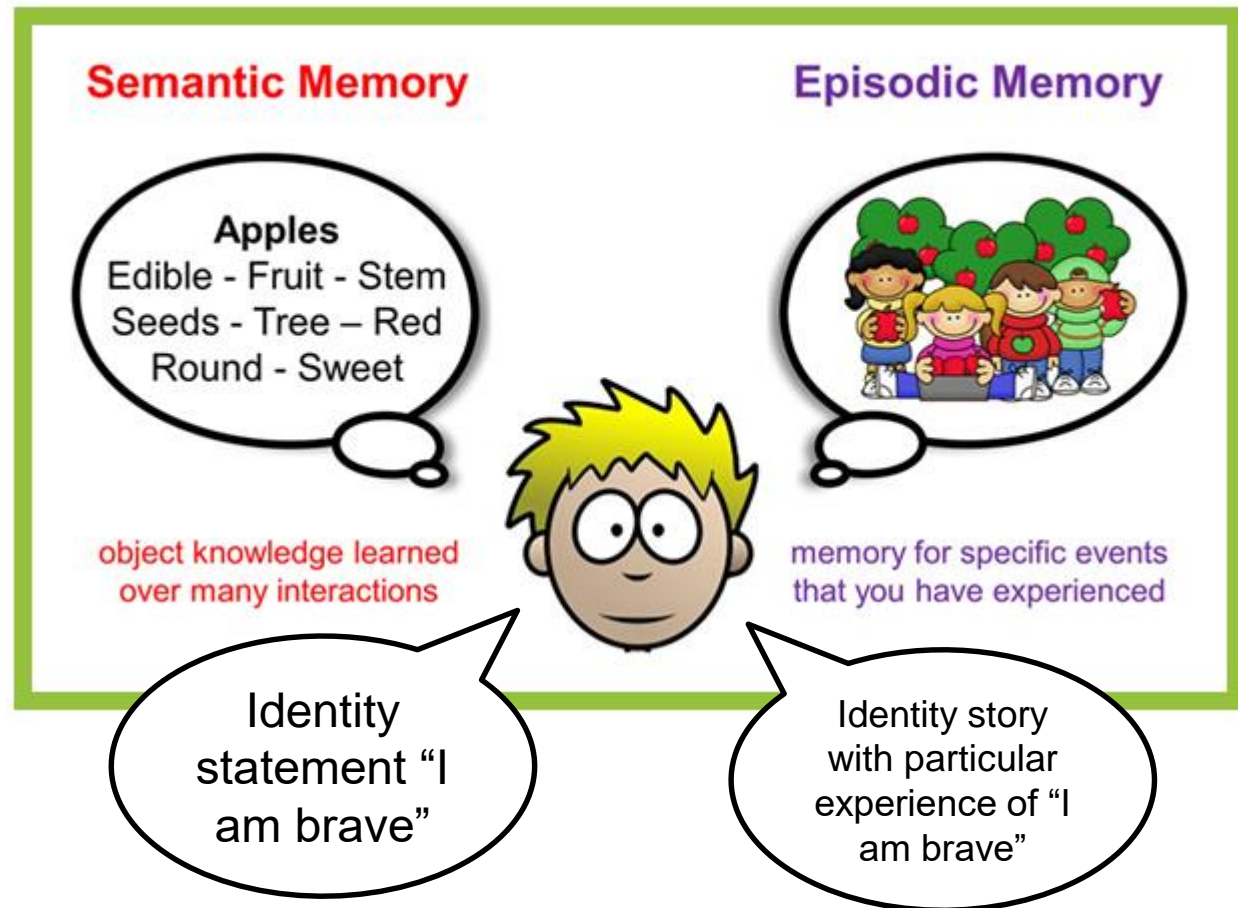 Semantic Memory
Apples
Edible - Fruit - Stem
Seeds - Tree – Red
Round - Sweet
object knowledge learned
over many interactions
Episodic Memory
memory for specific events
that you have experienced
Identity
statement “I
am brave”
Identity story
with particular
experience of “I
am brave”